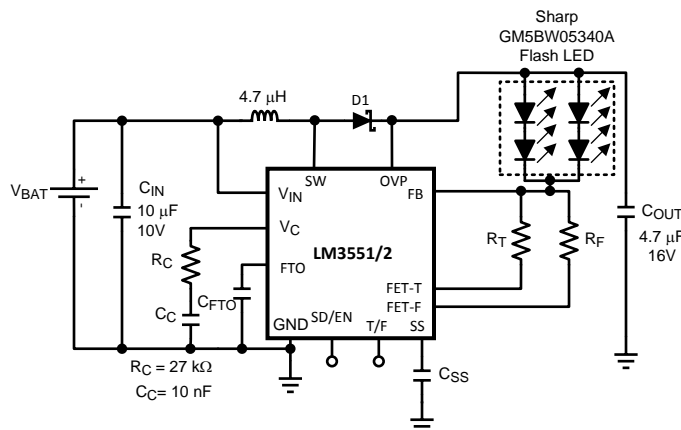 Sharp
GM5BW05340A
Flash LED
4.7 μH
D1
VBAT
+
-
CIN
10 μF
10V
SW
OVP
VIN
FB
VC
LM3551/2
FTO
RC
CFTO
CC
RT
RF
COUT
4.7 μF
16V
FET-T
FET-F
GND
SD/EN
T/F
SS
RC = 27 kΩ
CC= 10 nF
CSS